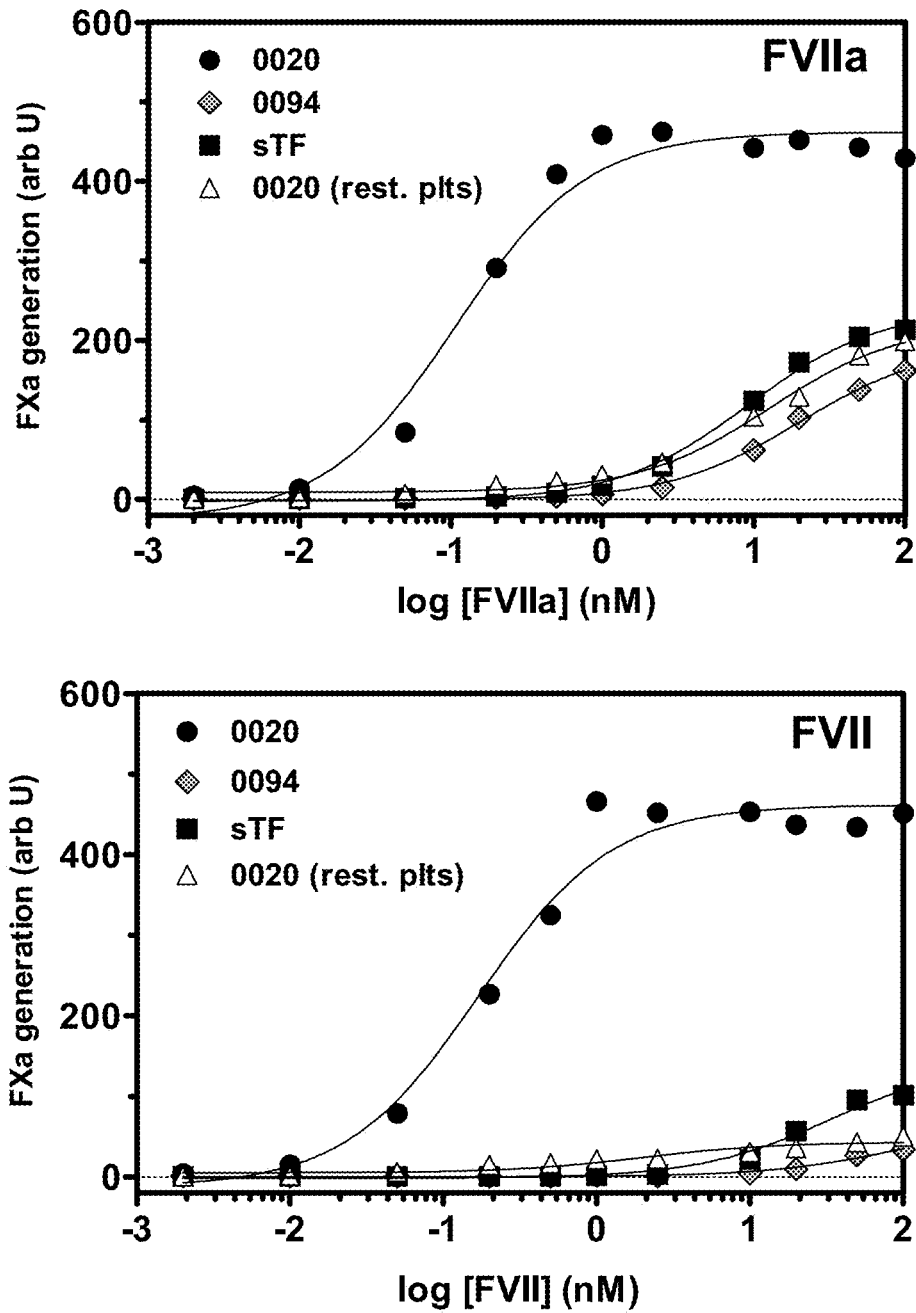 600
FVIIa
0020
0094
sTF
0020 (rest. plts)
400
200
0
FXa generation (arb U)
-3 -2 -1 0 1 2
log [FVIIa] (nM)
600
FVII
0020
0094
sTF
0020 (rest. plts)
400
200
0
FXa generation (arb U)
-3 -2 -1 0 1 2
log [FVII] (nM)